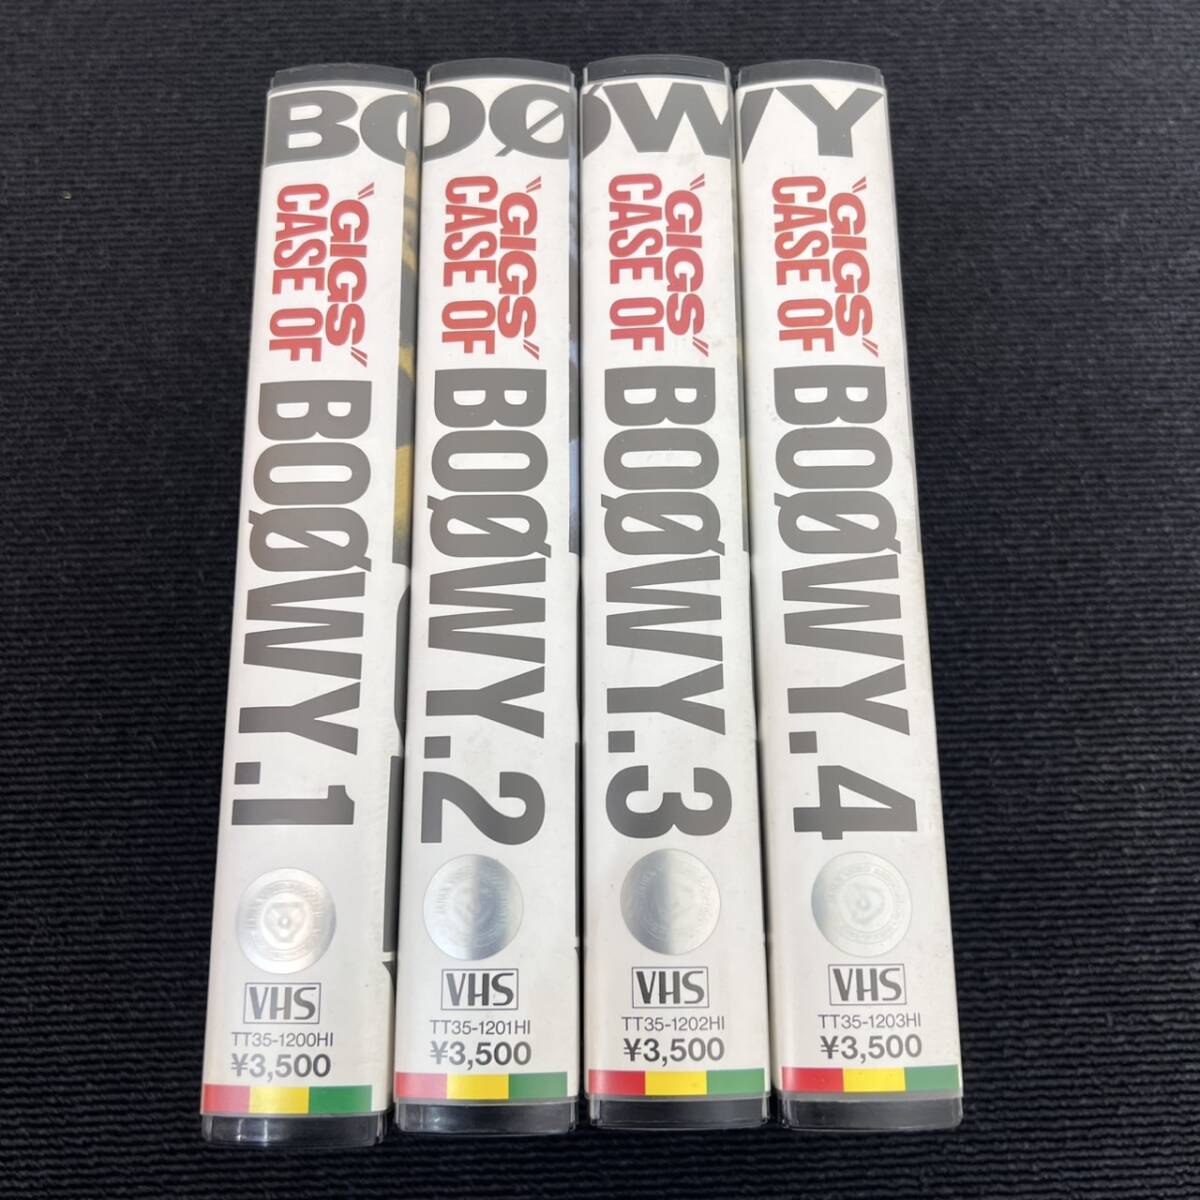 BOØWY
"GIGS"
CASE OF
BOØWY.1
VHS
TT35-1200HI
¥3,500
"GIGS"
CASE OF
BOØWY.2
VHS
TT35-1201HI
¥3,500
"GIGS"
CASE OF
BOØWY.3
VHS
TT35-1202HI
¥3,500
"GIGS"
CASE OF
BOØWY.4
VHS
TT35-1203HI
¥3,500